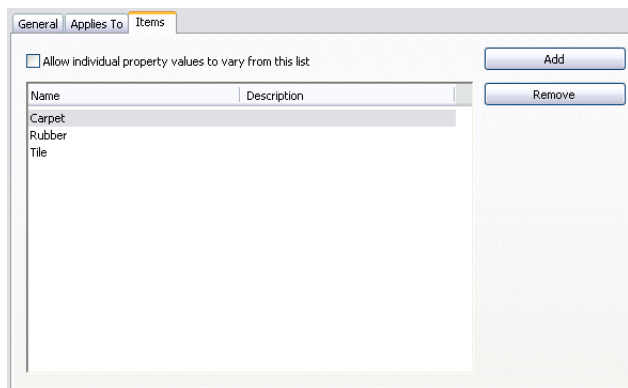 General Applies To Items
Allow individual property values to vary from this list
Add
Name Description
Remove
Carpet
Rubber
Tile